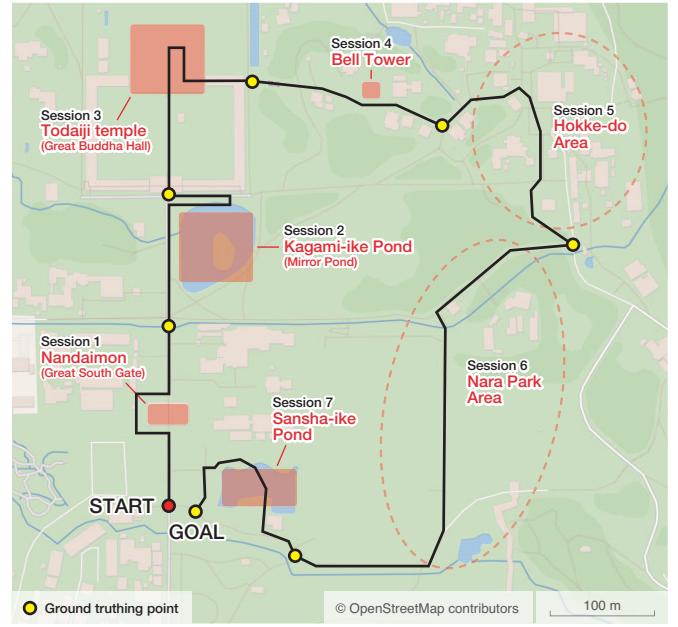 Session 4
Bell Tower
Session 3
Todaiji temple
(Great Buddha Hall)
Session 5
Hokke-do
Area
Session 2
Kagami-ike Pond
(Mirror Pond)
Session 1
Nandaimon
(Great South Gate)
Session 6
Nara Park
Area
Session 7
Sansha-ike
Pond
START
GOAL
Ground truthing point
© OpenStreetMap contributors
100 m